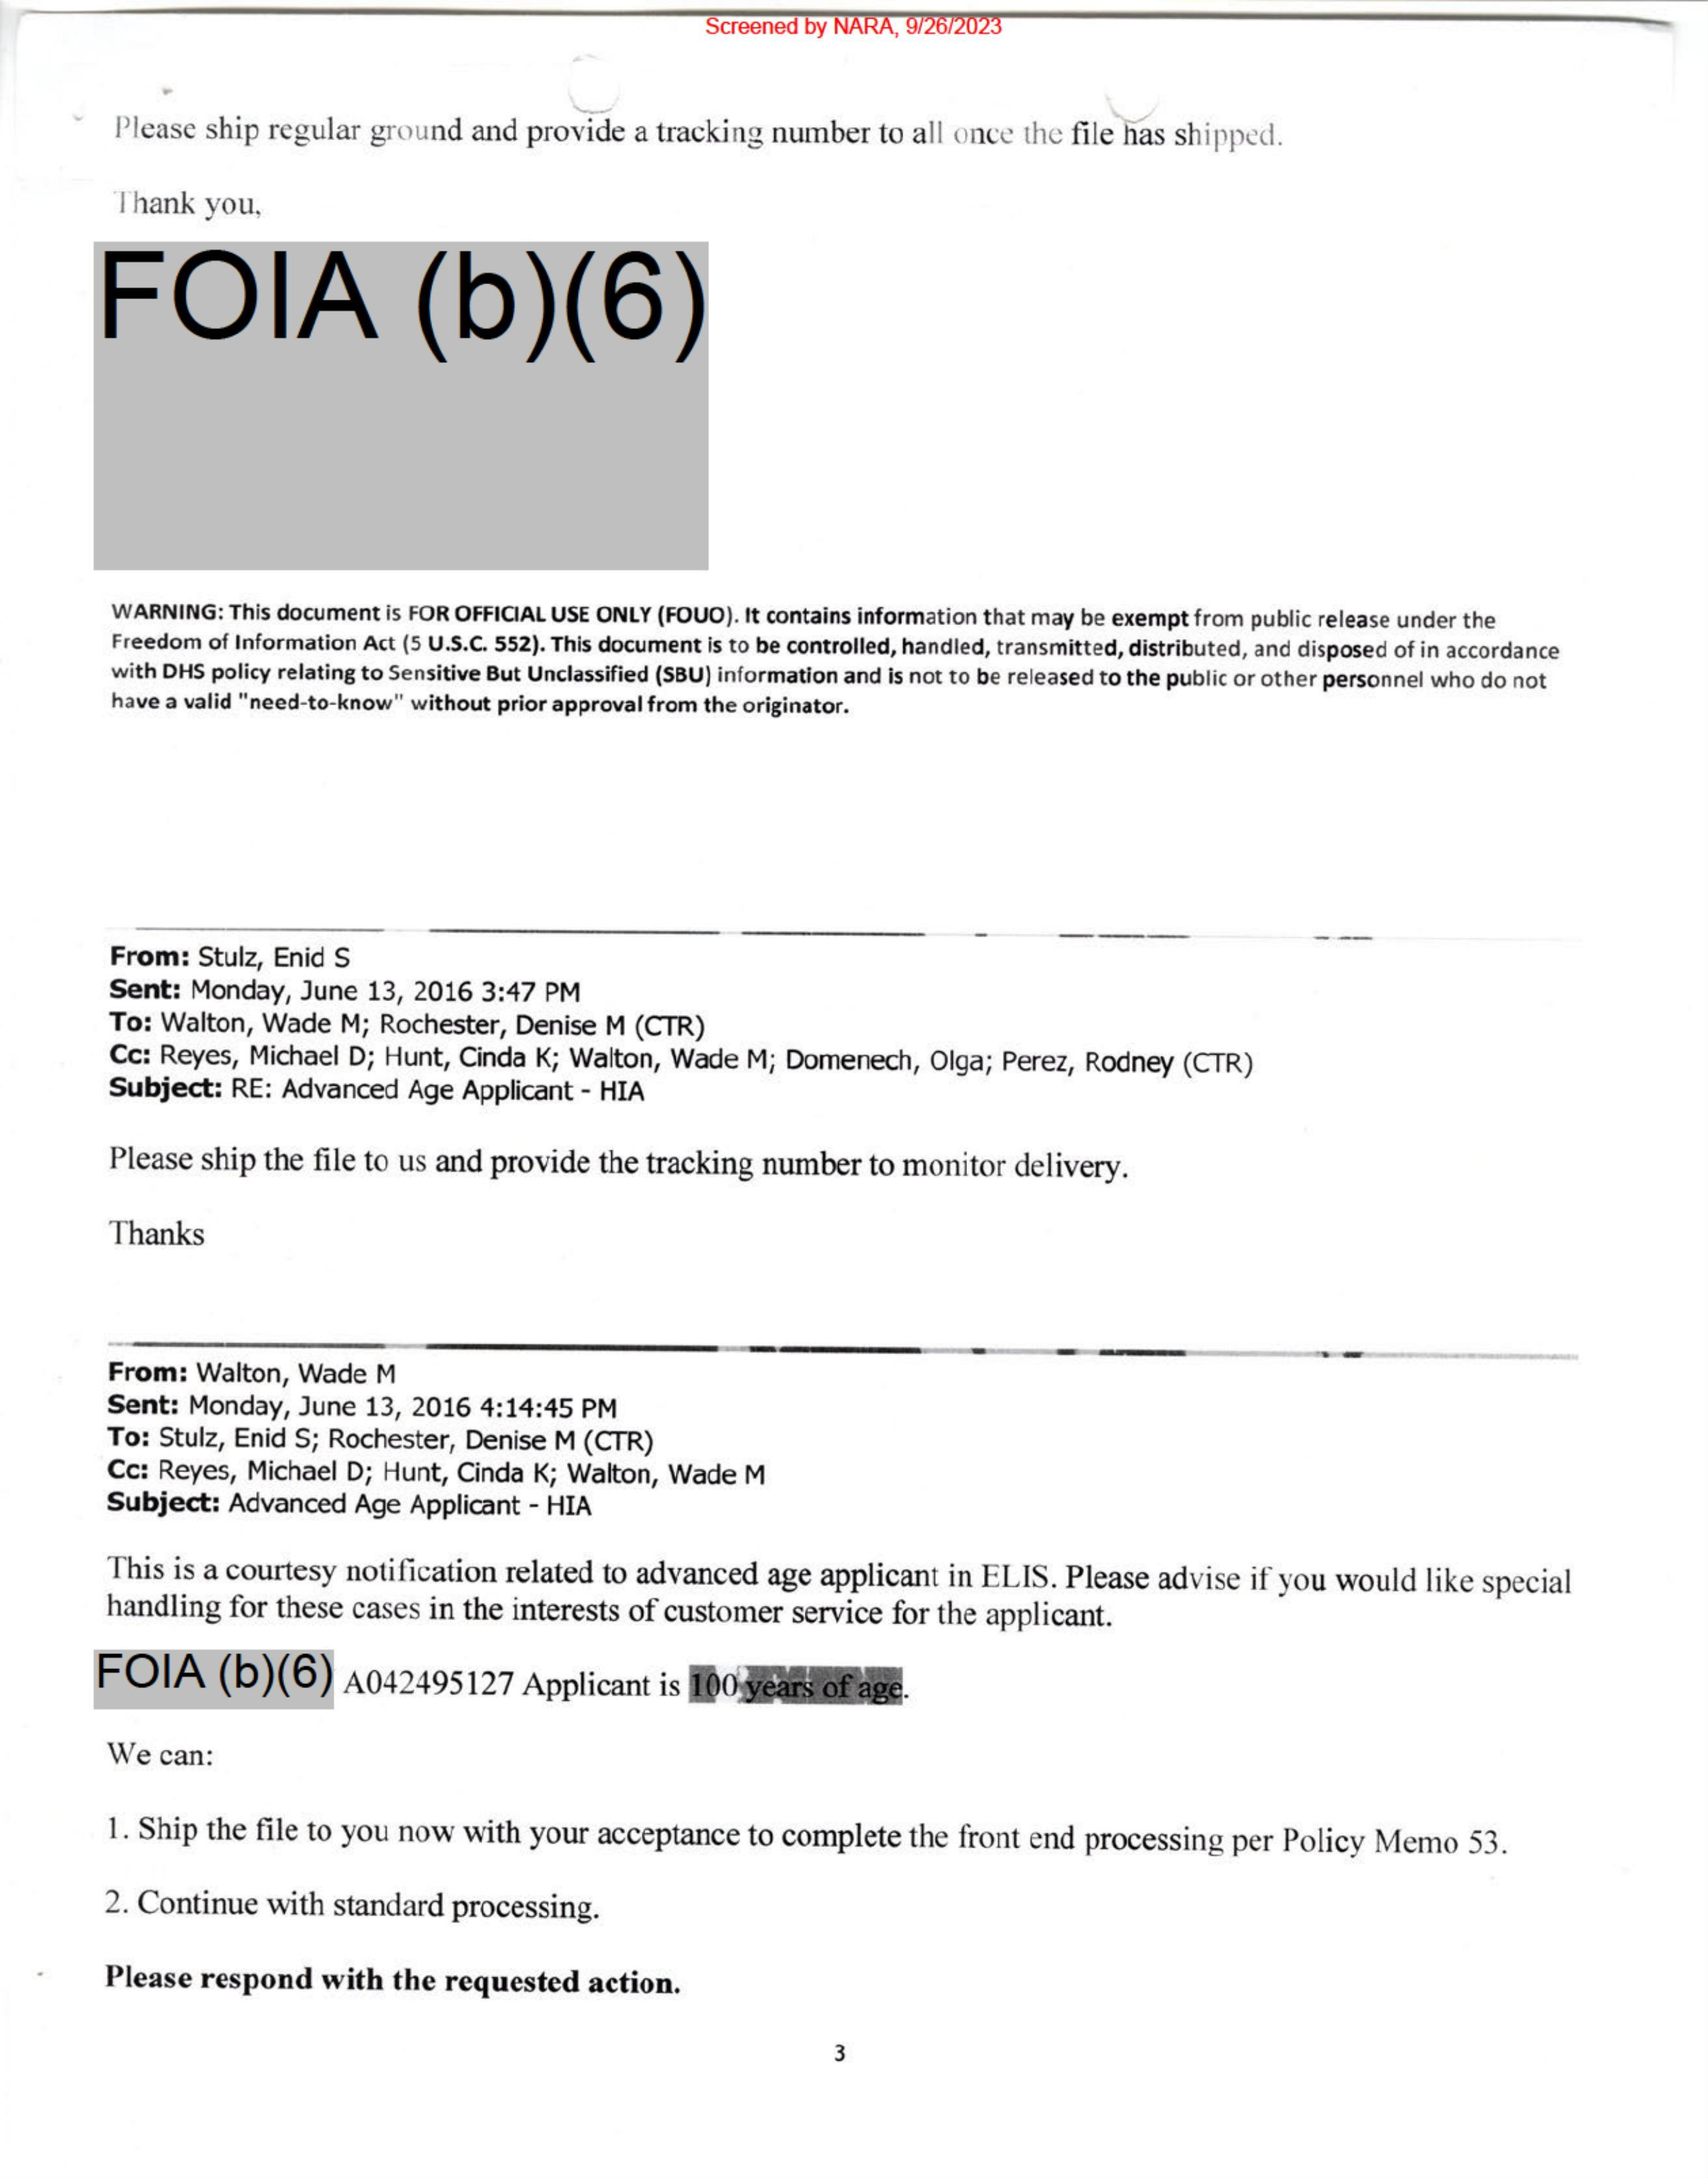 Screened by NARA, 9/26/2023
Please ship regular ground and provide a tracking number to all once the file has shipped.
Thank you,
FOIA (b)(6)
WARNING: This document is FOR OFFICIAL USE ONLY (FOUO). It contains information that may be exempt from public release under the
Freedom of Information Act (5 U.S.C. 552). This document is to be controlled, handled, transmitted, distributed, and disposed of in accordance
with DHS policy relating to Sensitive But Unclassified (SBU) information and is not to be released to the public or other personnel who do not
have a valid "need-to-know" without prior approval from the originator.
From: Stulz, Enid S
Sent: Monday, June 13, 2016 3:47 PM
To: Walton, Wade M; Rochester, Denise M (CTR)
Cc: Reyes, Michael D; Hunt, Cinda K; Walton, Wade M; Domenech, Olga; Perez, Rodney (CTR)
Subject: RE: Advanced Age Applicant - HIA
Please ship the file to us and provide the tracking number to monitor delivery.
Thanks
From: Walton, Wade M
Sent: Monday, June 13, 2016 4:14:45 PM
To: Stulz, Enid S; Rochester, Denise M (CTR)
Cc: Reyes, Michael D; Hunt, Cinda K; Walton, Wade M
Subject: Advanced Age Applicant - HIA
This is a courtesy notification related to advanced age applicant in ELIS. Please advise if you would like special
handling for these cases in the interests of customer service for the applicant.
FOIA (b)(6) A042495127 Applicant is 100 years of age.
We can:
1. Ship the file to you now with your acceptance to complete the front end processing per Policy Memo 53.
2. Continue with standard processing.
Please respond with the requested action.
3